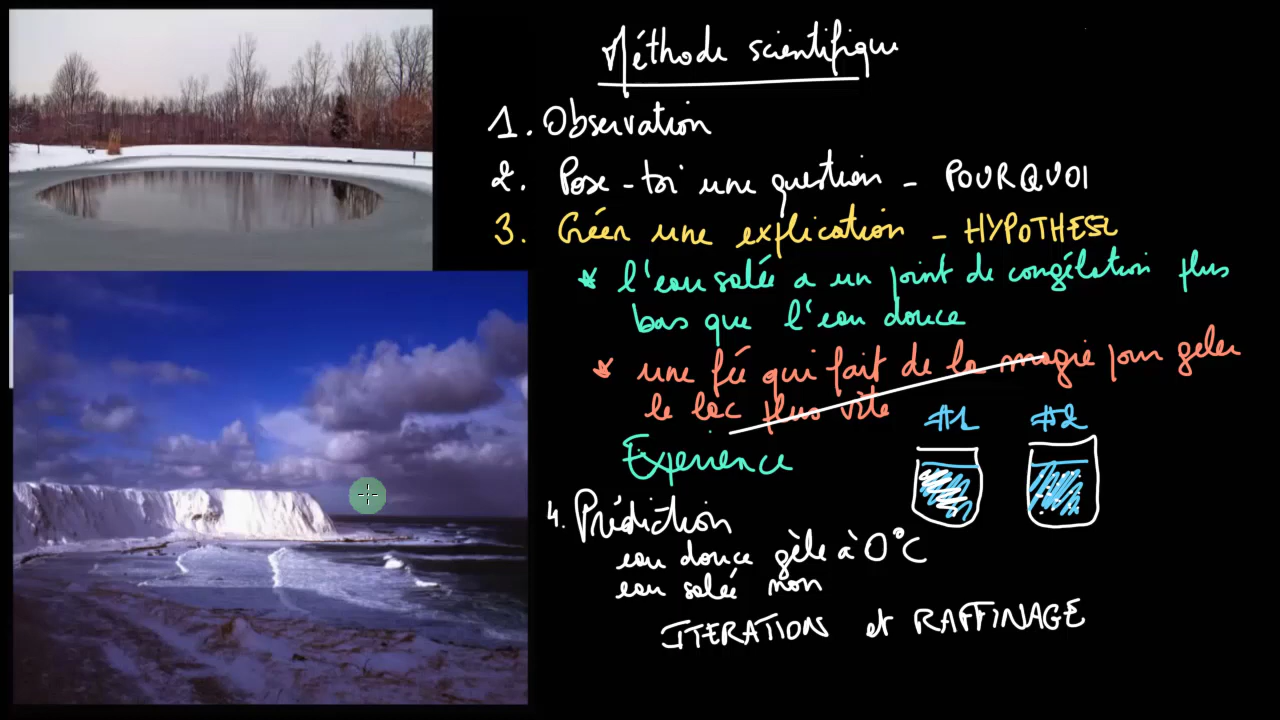 Méthode scientifique
1. Observation
2. Pose-toi une question - POURQUOI
3. Créer une explication - HYPOTHESE
* l'eau salée a un point de congélation plus
bas que l'eau douce
* une fée qui fait de la magie pour geler
le lac plus vite
#1 #2
Experience
4. Prédiction
eau douce gèle à 0°C
eau salée non
ITERATION et RAFFINAGE